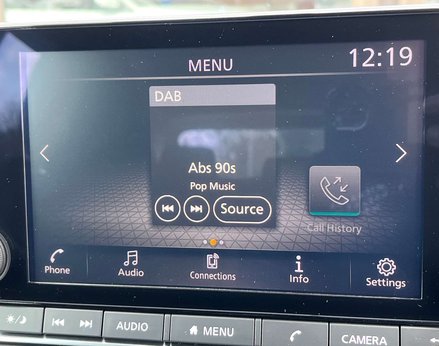 MENU
12:19
DAB
Abs 90s
Pop Music
Source
Call History
Phone
Audio
Connections
Info
Settings
AUDIO
MENU
CAMERA